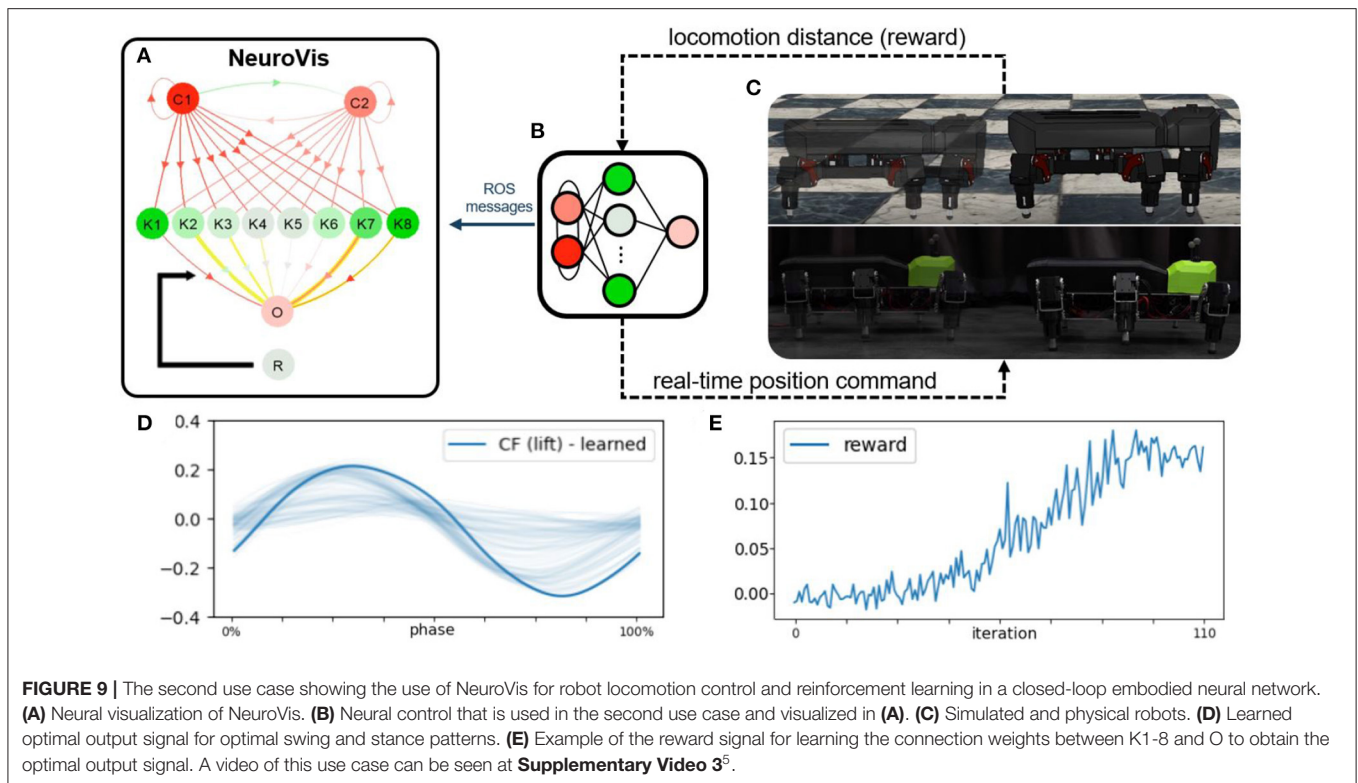 A
NeuroVis
C1
C2
K1 K2 K3 K4 K5 K6 K7 K8
O
R
ROS
messages
B
locomotion distance (reward)
C
real-time position command
D
0.4
0.2
0.0
−0.2
−0.4
CF (lift) - learned
0%
phase
100%
E
reward
0.15
0.10
0.05
0.00
0
iteration
110
FIGURE 9 | The second use case showing the use of NeuroVis for robot locomotion control and reinforcement learning in a closed-loop embodied neural network.
(A) Neural visualization of NeuroVis. (B) Neural control that is used in the second use case and visualized in (A). (C) Simulated and physical robots. (D) Learned
optimal output signal for optimal swing and stance patterns. (E) Example of the reward signal for learning the connection weights between K1-8 and O to obtain the
optimal output signal. A video of this use case can be seen at Supplementary Video 3⁵.